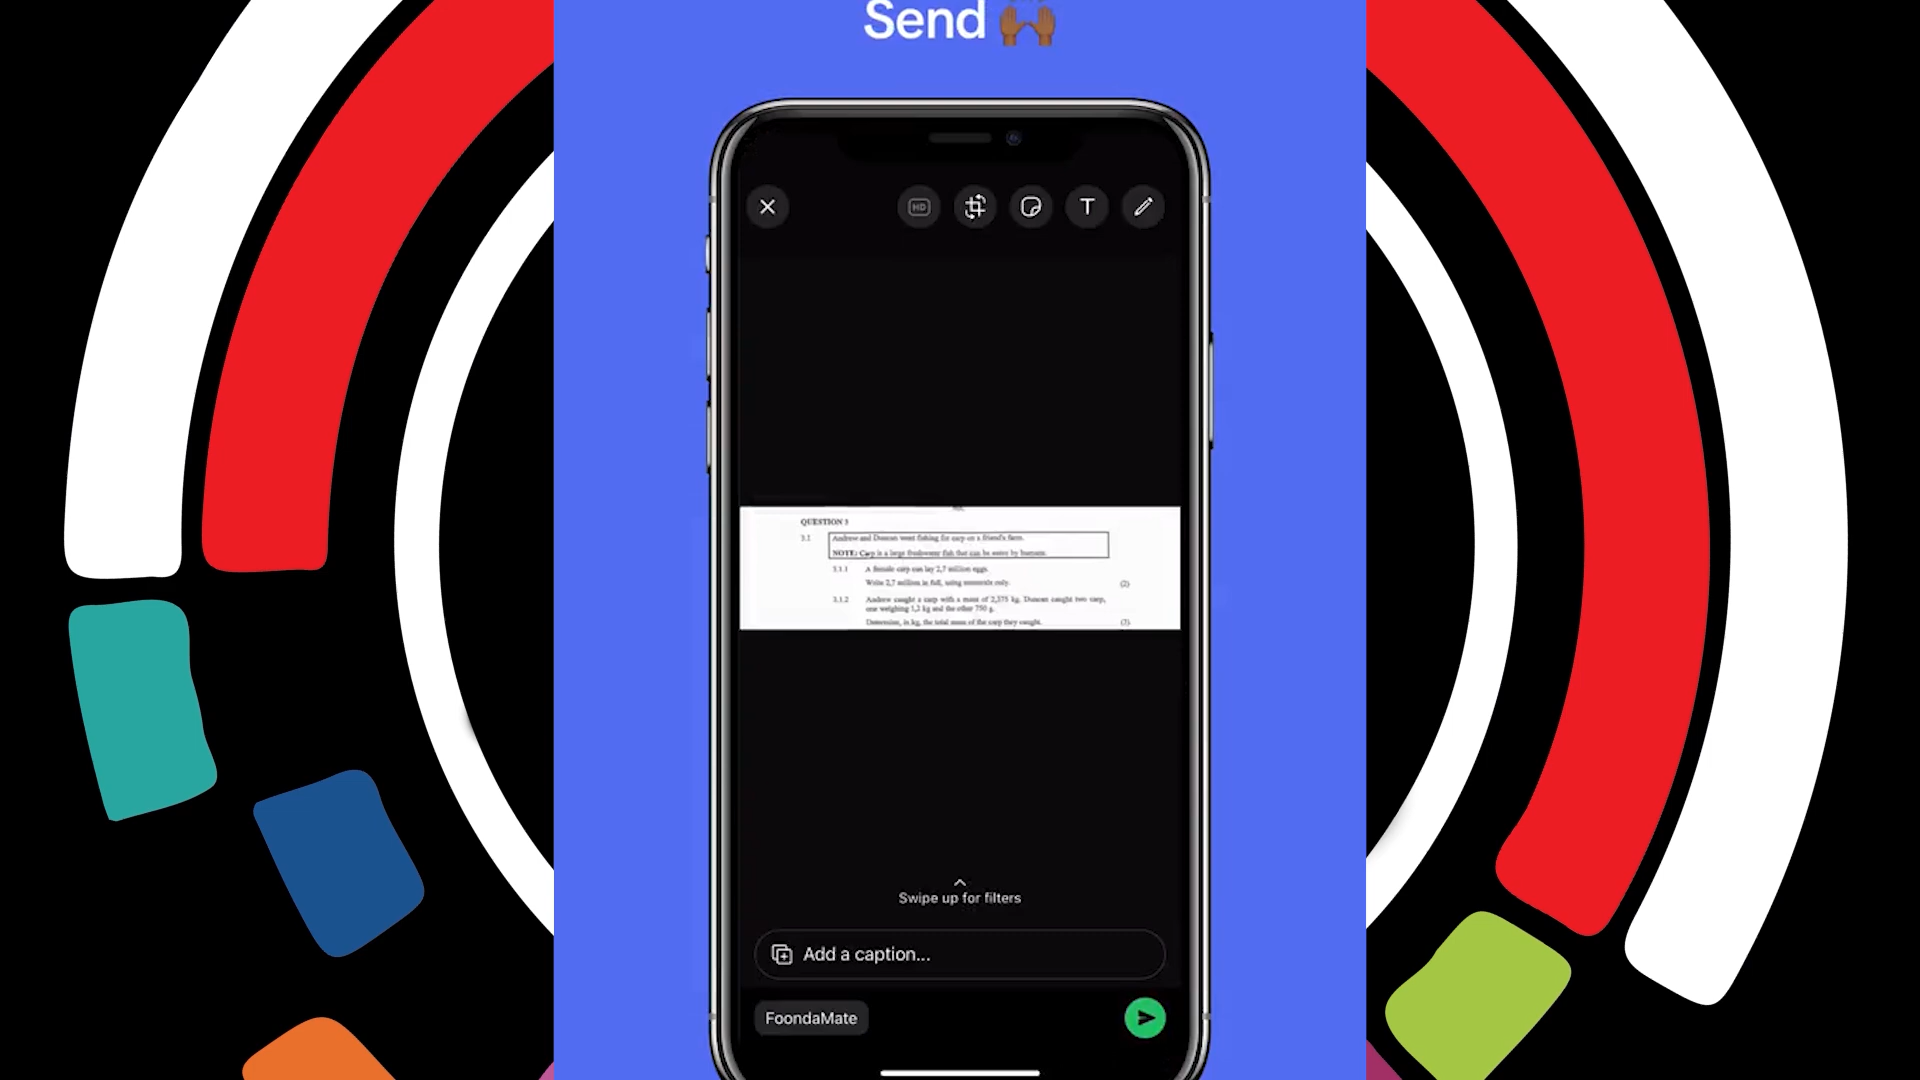 Send 🙌🏾
HD
T
QUESTION 3
3.1 Andrew and Duncan went fishing for carp on a friend's farm.
NOTE: Carp is a large freshwater fish that can be eaten by humans.
3.1.1 A female carp can lay 2,7 million eggs.
Write 2,7 million in full, using numerals only. (2)
3.1.2 Andrew caught a carp with a mass of 2,375 kg. Duncan caught two carp,
one weighing 1,2 kg and the other 750 g.
Determine, in kg, the total mass of the carp they caught. (3)
Swipe up for filters
Add a caption...
FoondaMate